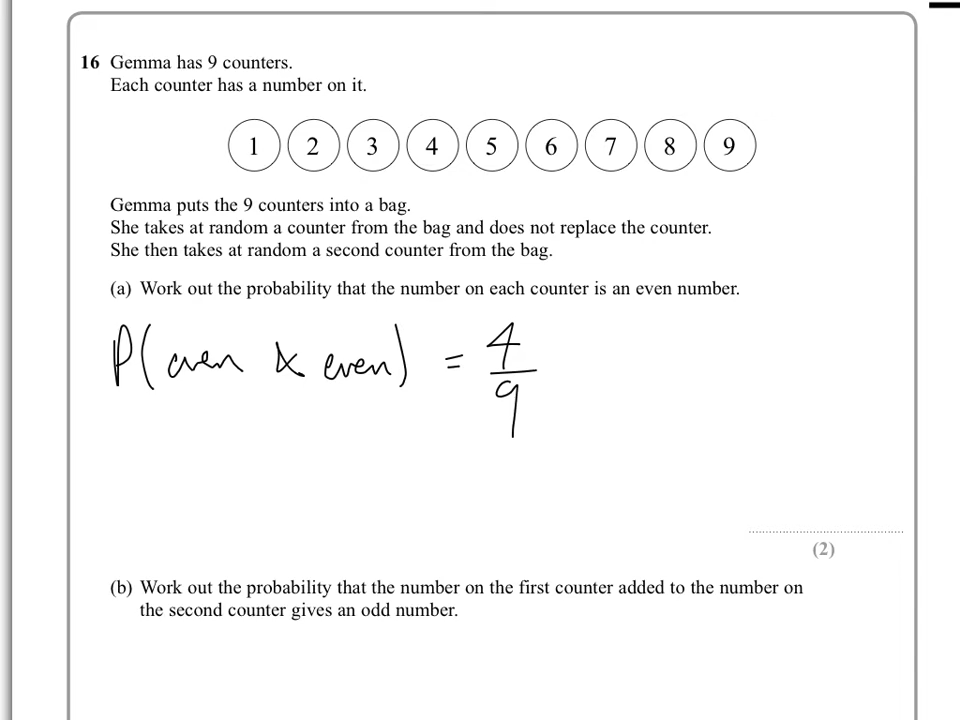 16 Gemma has 9 counters.
Each counter has a number on it.
1 2 3 4 5 6 7 8 9
Gemma puts the 9 counters into a bag.
She takes at random a counter from the bag and does not replace the counter.
She then takes at random a second counter from the bag.
(a) Work out the probability that the number on each counter is an even number.
P(even & even) = 4/9
(2)
(b) Work out the probability that the number on the first counter added to the number on
the second counter gives an odd number.